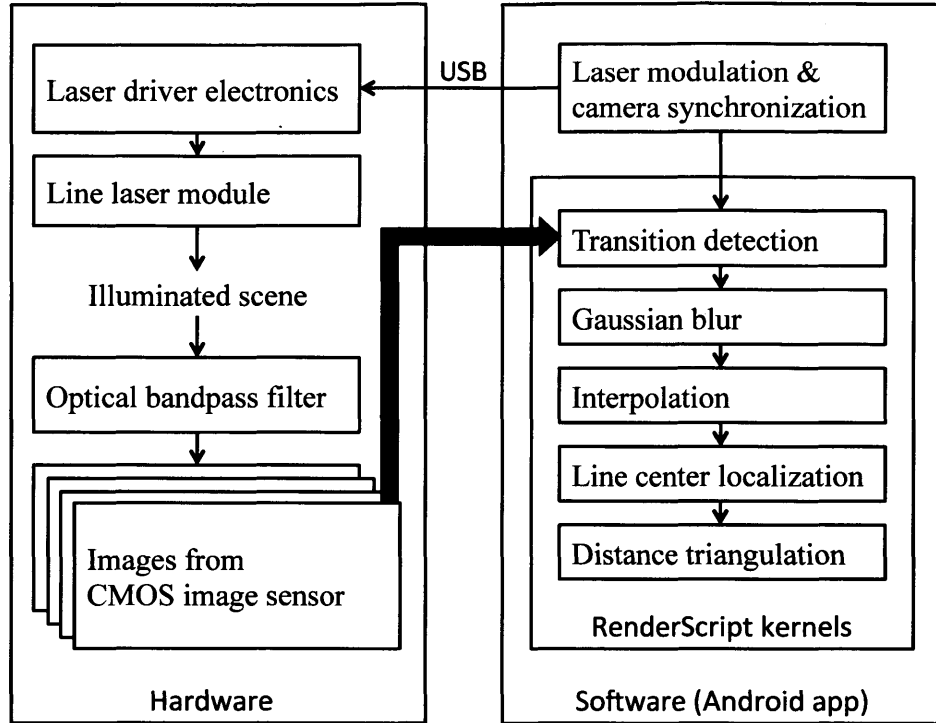 Laser driver electronics
Line laser module
Illuminated scene
Optical bandpass filter
Images from
CMOS image sensor
Hardware
USB
Laser modulation &
camera synchronization
Transition detection
Gaussian blur
Interpolation
Line center localization
Distance triangulation
RenderScript kernels
Software (Android app)